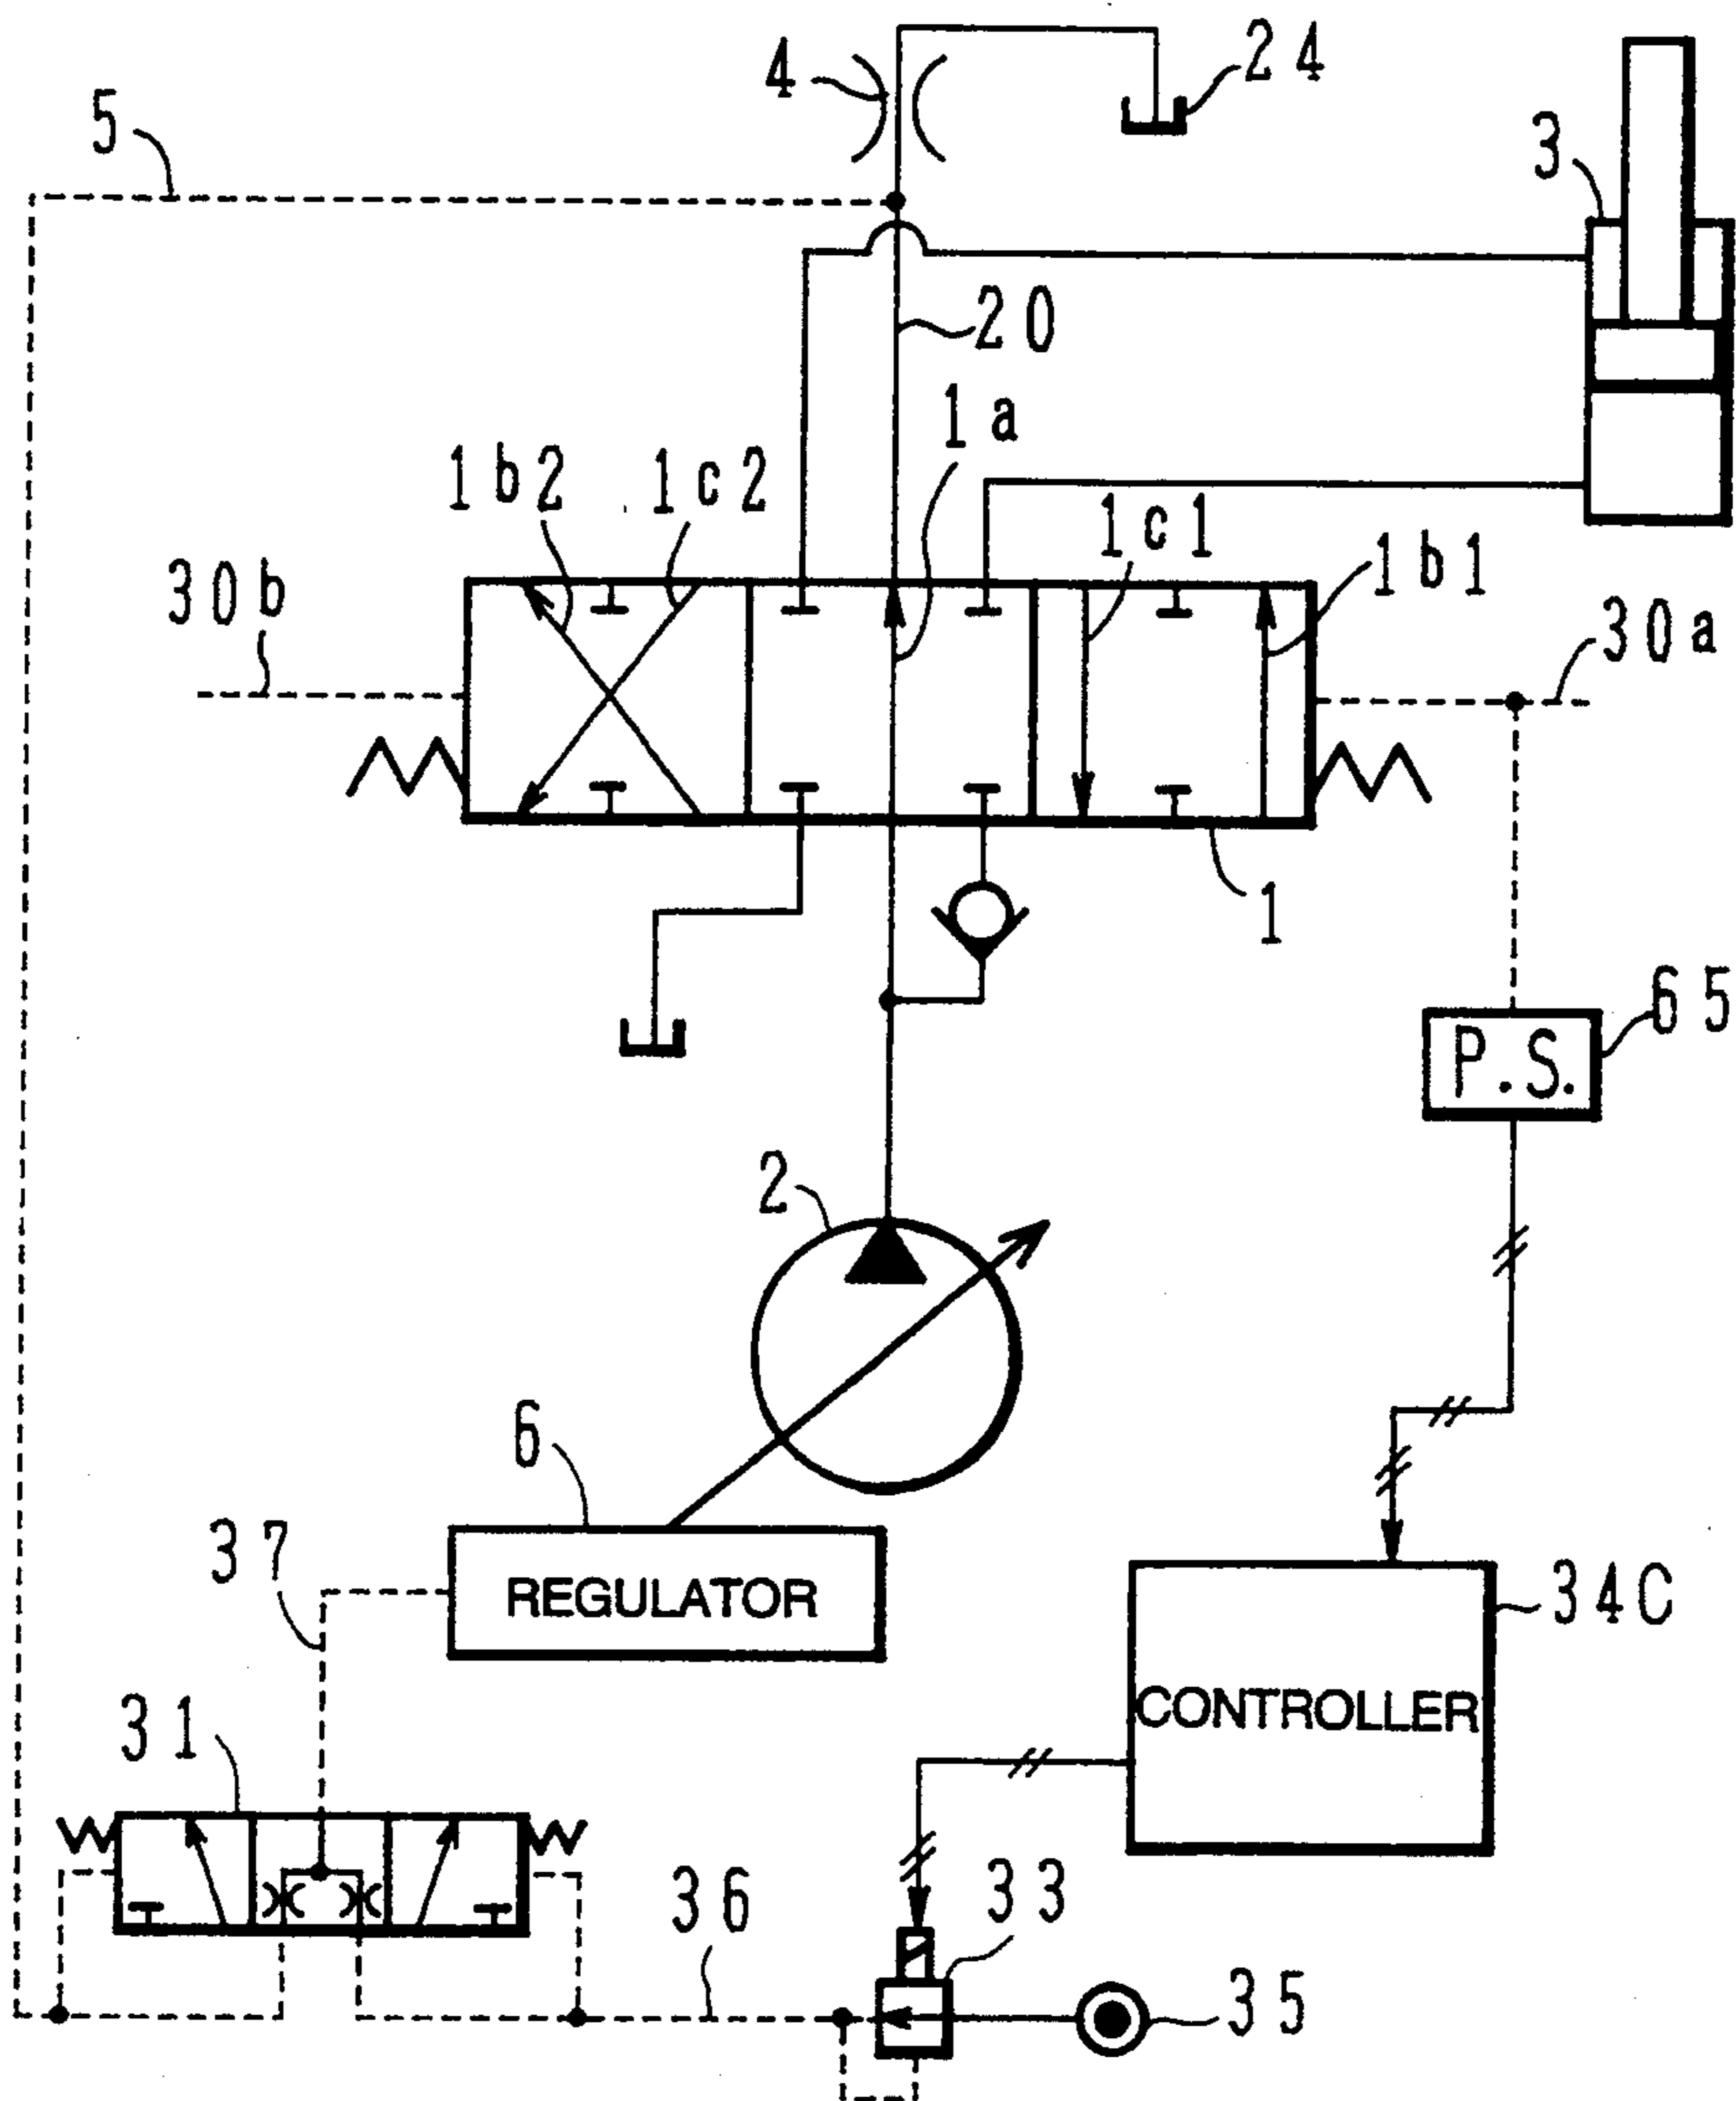 4
24
5
3
20
1a
1b2
1c2
1c1
1b1
30b
30a
1
65
P.S.
2
6
37
REGULATOR
34C
CONTROLLER
31
36
33
35